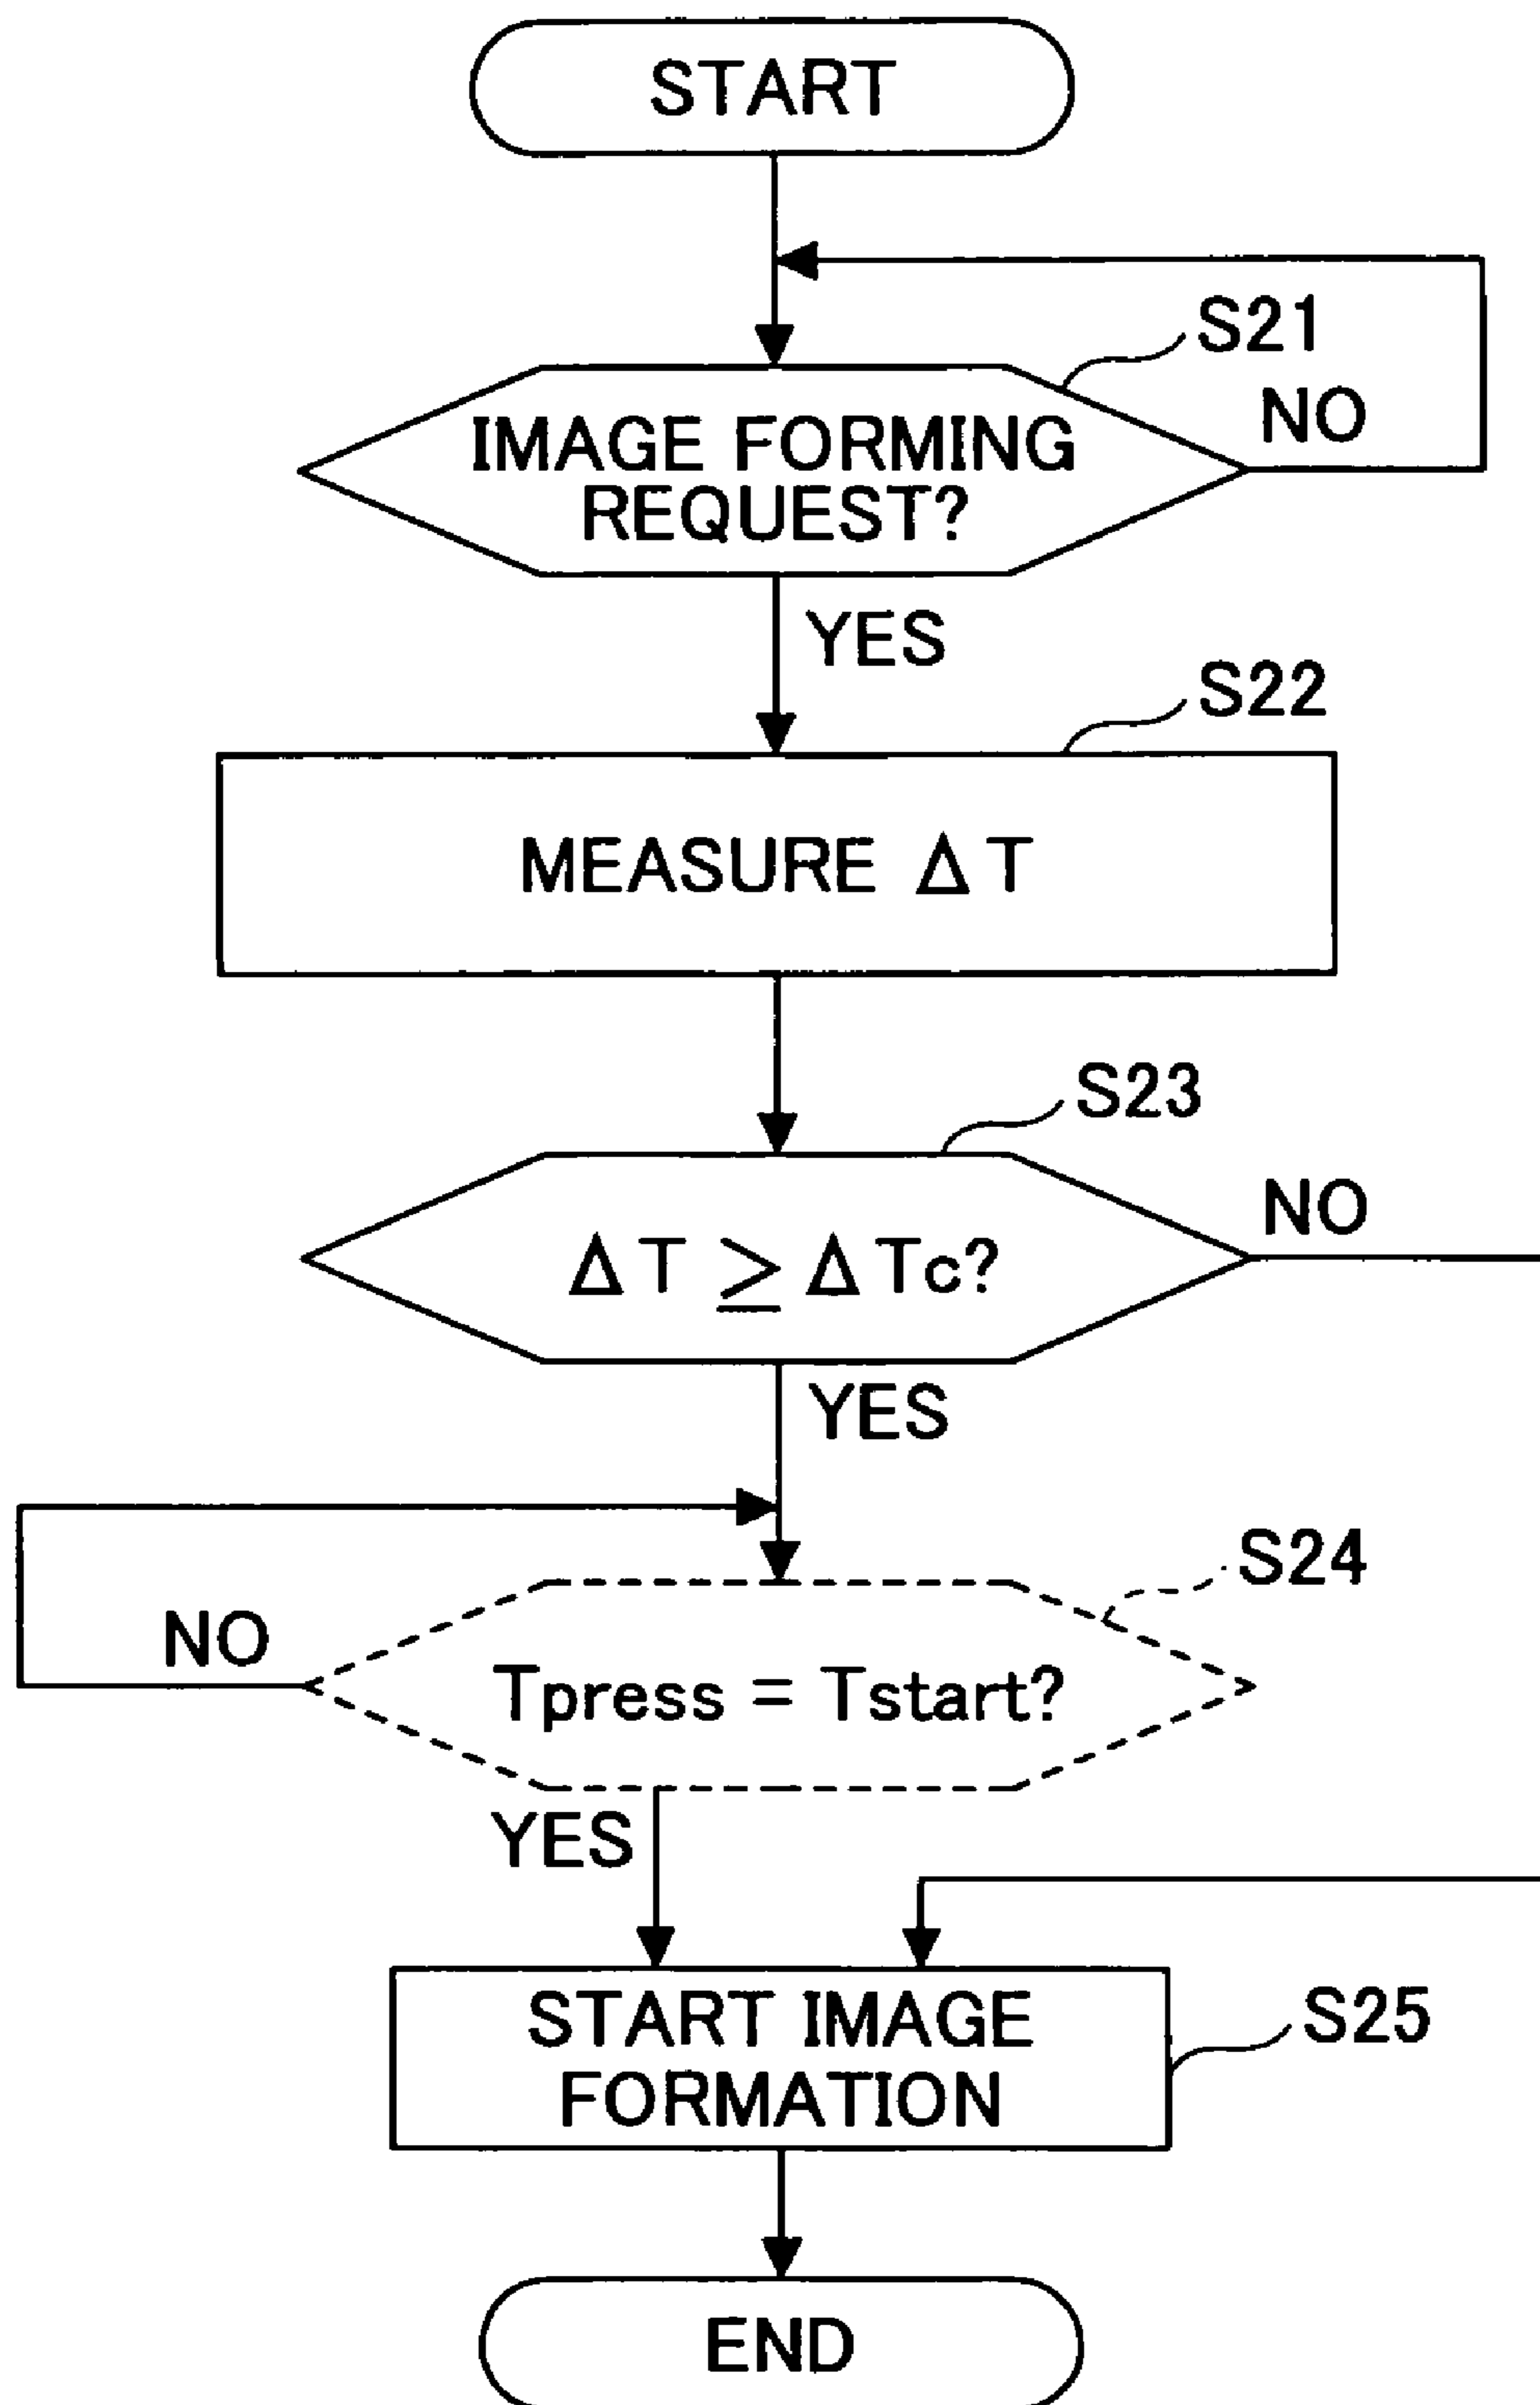 START
S21
NO
IMAGE FORMING
REQUEST?
YES
S22
MEASURE ΔT
S23
NO
ΔT ≥ ΔTc?
YES
S24
NO
Tpress = Tstart?
YES
START IMAGE
FORMATION
S25
END